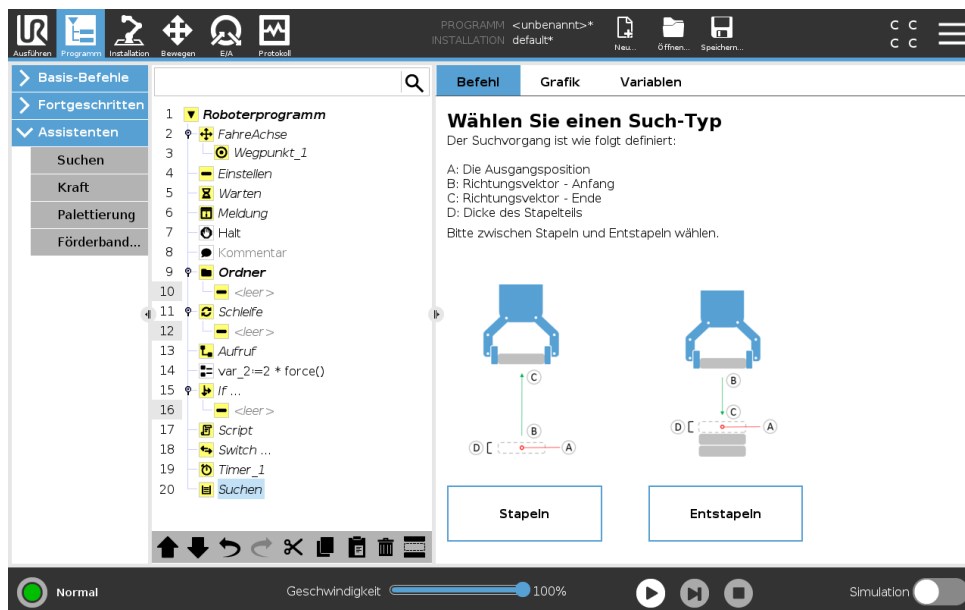 PROGRAMM <unbenannt>*
INSTALLATION default*
Ausführen Programm Installation Bewegen E/A Protokoll
Neu... Öffnen... Speichern...
C C
C C
Basis-Befehle
Fortgeschritten
Assistenten
Suchen
Kraft
Palettierung
Förderband...
1 Roboterprogramm
2 FahreAchse
3 Wegpunkt_1
4 Einstellen
5 Warten
6 Meldung
7 Halt
8 Kommentar
9 Ordner
10 <leer>
11 Schleife
12 <leer>
13 Aufruf
14 var_2≔2 * force()
15 If ...
16 <leer>
17 Script
18 Switch ...
19 Timer_1
20 Suchen
Befehl Grafik Variablen
Wählen Sie einen Such-Typ
Der Suchvorgang ist wie folgt definiert:
A: Die Ausgangsposition
B: Richtungsvektor - Anfang
C: Richtungsvektor - Ende
D: Dicke des Stapelteils
Bitte zwischen Stapeln und Entstapeln wählen.
C
B
D A
B
C
D A
Stapeln Entstapeln
Normal Geschwindigkeit 100% Simulation